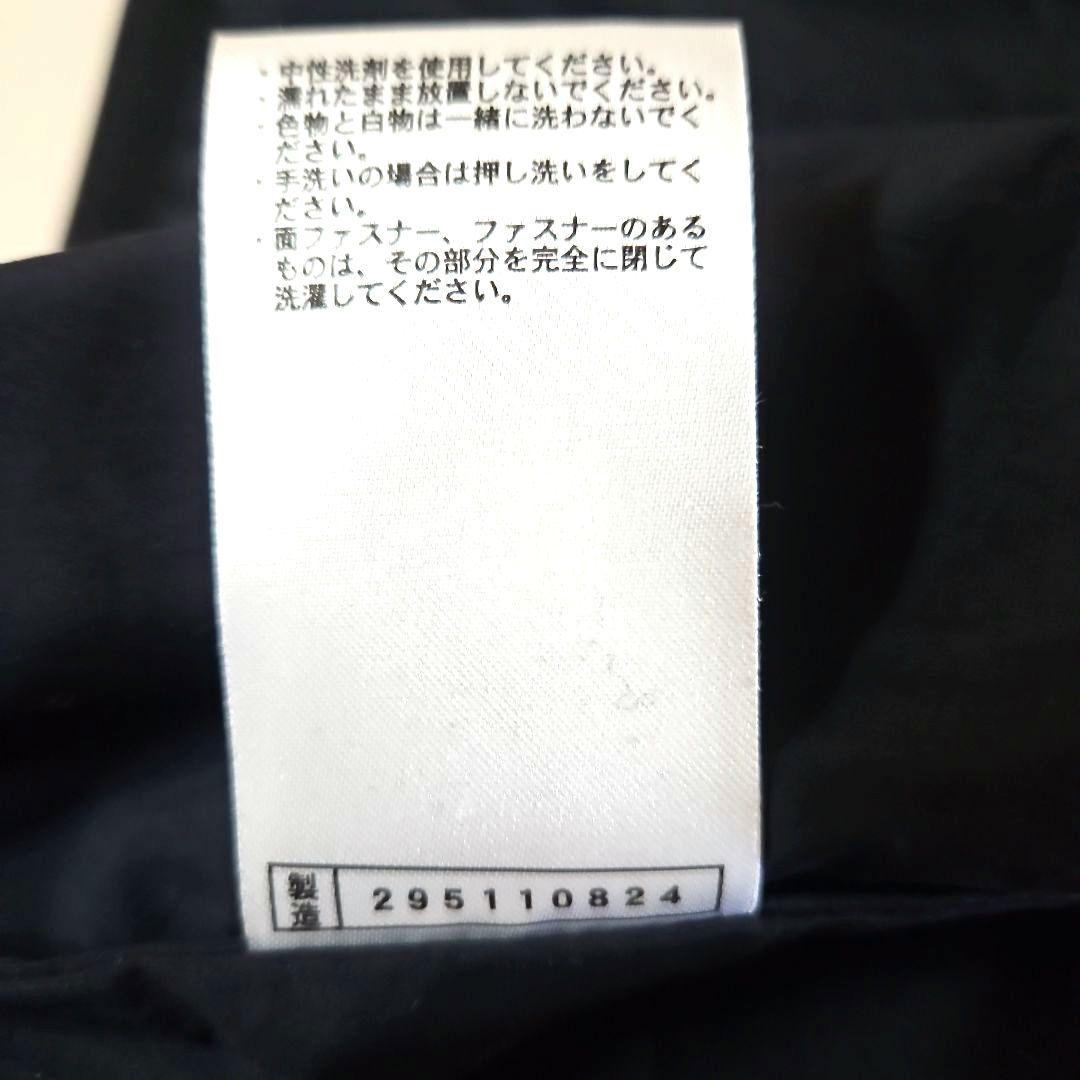 ・中性洗剤を使用してください。
・濡れたまま放置しないでください。
・色物と白物は一緒に洗わないでく
ださい。
・手洗いの場合は押し洗いをしてく
ださい。
・面ファスナー、ファスナーのある
ものは、その部分を完全に閉じて
洗濯してください。
製造 295110824